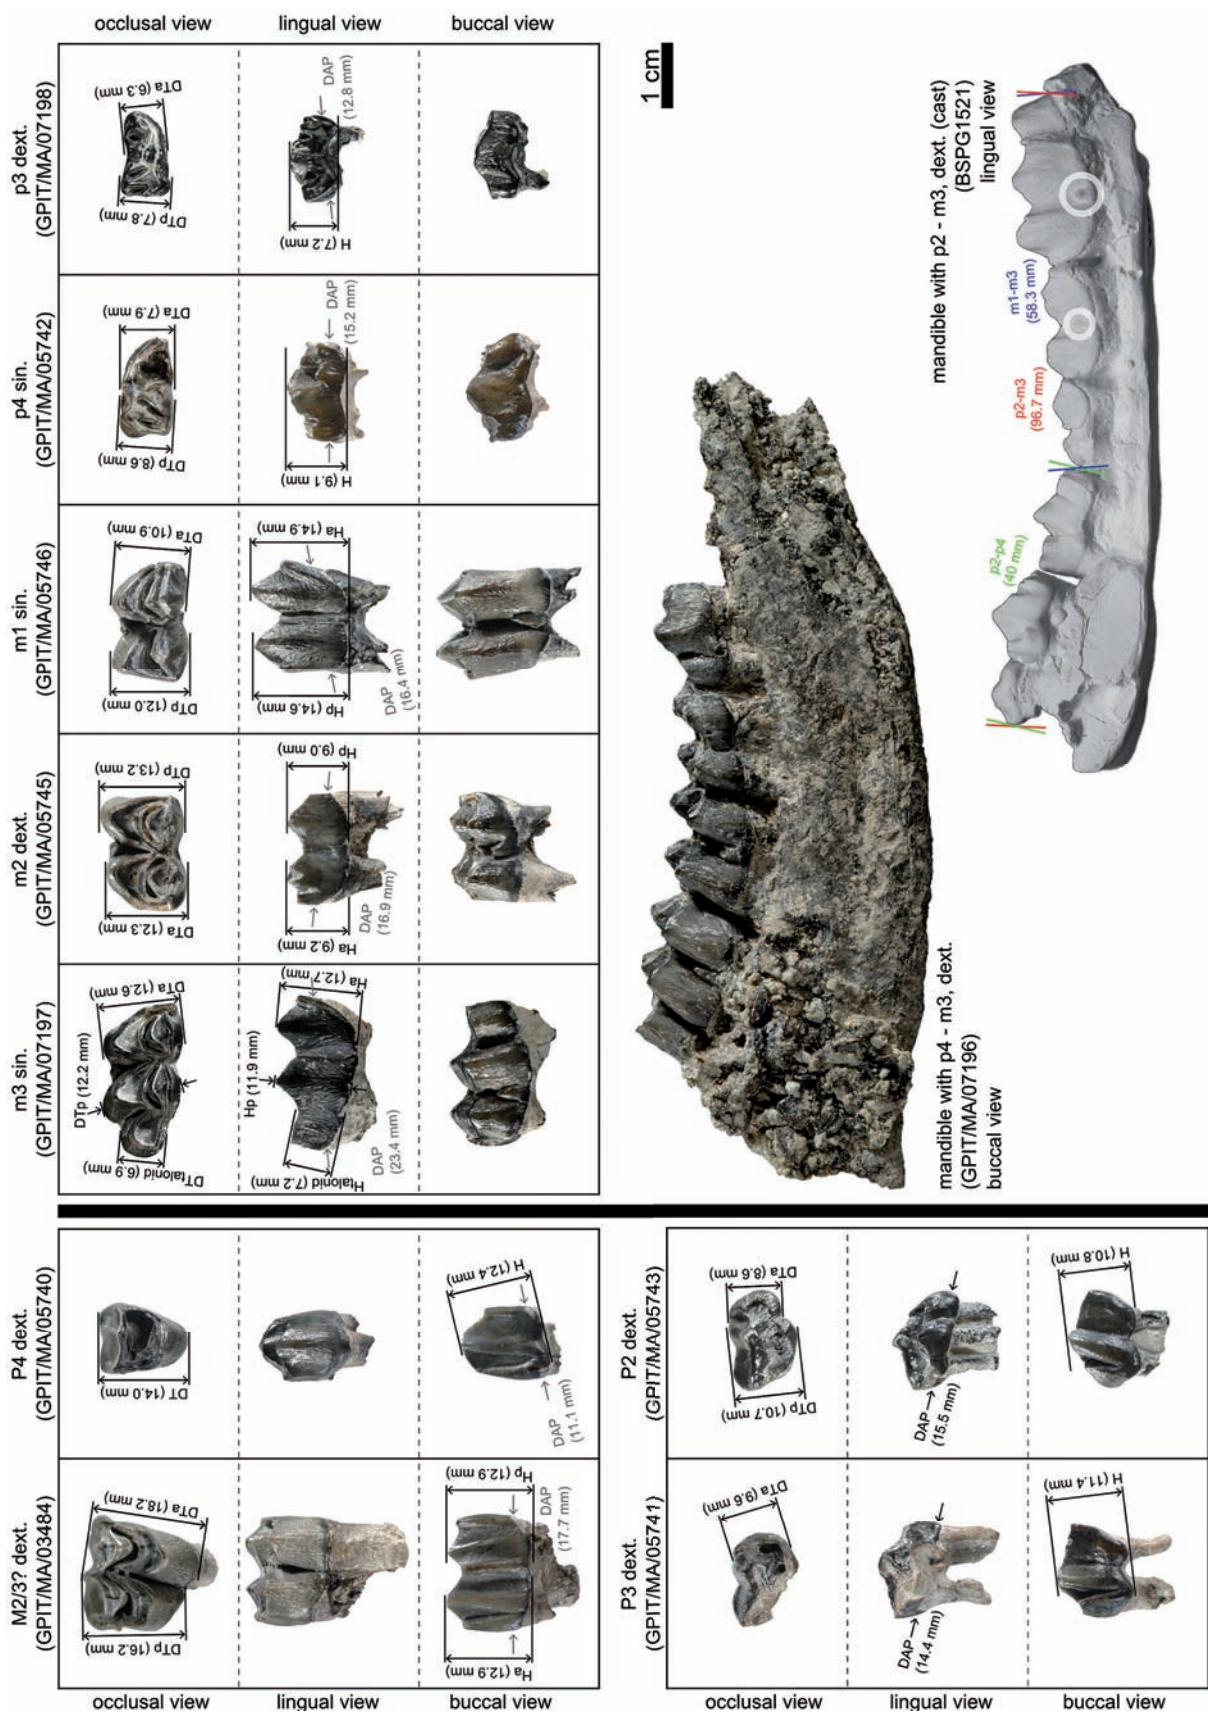 occlusal view
lingual view
buccal view
p3 dext.
(GPIT/MA/07198)
DTa (6.3 mm)
DTp (7.8 mm)
DAP
(12.8 mm)
H (7.2 mm)
p4 sin.
(GPIT/MA/05742)
DTa (7.9 mm)
DTp (8.6 mm)
DAP
(15.2 mm)
H (9.1 mm)
m1 sin.
(GPIT/MA/05746)
DTa (10.9 mm)
DTp (12.0 mm)
Ha (14.9 mm)
Hp (14.6 mm)
DAP
(16.4 mm)
m2 dext.
(GPIT/MA/05745)
DTp (13.2 mm)
DTa (12.3 mm)
Hp (9.0 mm)
Ha (9.2 mm)
DAP
(16.9 mm)
m3 sin.
(GPIT/MA/07197)
DTa (12.6 mm)
DTp (12.2 mm)
DTtalonid (6.9 mm)
Ha (12.7 mm)
Hp (11.9 mm)
Htalonid (7.2 mm)
DAP
(23.4 mm)
1 cm
mandible with p2 - m3, dext. (cast)
(BSPG1521)
lingual view
m1-m3
(58.3 mm)
p2-m3
(96.7 mm)
p2-p4
(40 mm)
mandible with p4 - m3, dext.
(GPIT/MA/07196)
buccal view
P4 dext.
(GPIT/MA/05740)
DT (14.0 mm)
H (12.4 mm)
DAP
(11.1 mm)
M2/3? dext.
(GPIT/MA/03484)
DTa (18.2 mm)
DTp (16.2 mm)
Hp (12.9 mm)
Ha (12.9 mm)
DAP
(17.7 mm)
occlusal view
lingual view
buccal view
P2 dext.
(GPIT/MA/05743)
DTa (8.6 mm)
DTp (10.7 mm)
DAP
(15.5 mm)
H (10.8 mm)
P3 dext.
(GPIT/MA/05741)
DTa (9.6 mm)
DAP
(14.4 mm)
H (11.4 mm)
occlusal view
lingual view
buccal view